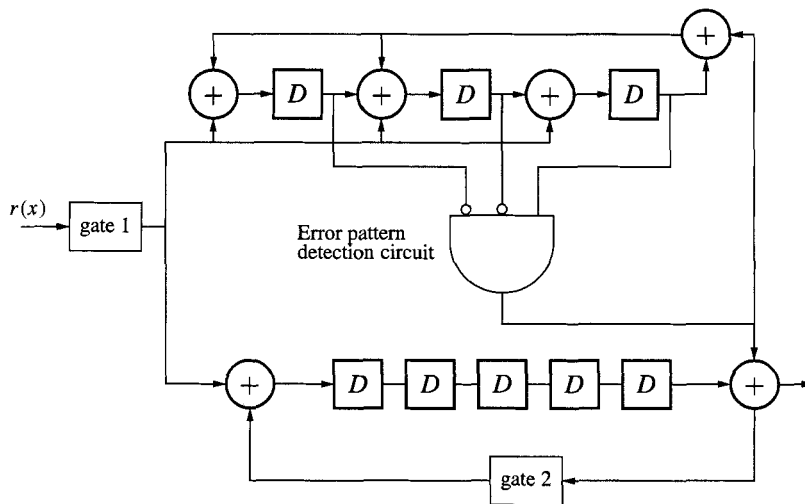 +
+
D
+
D
+
D
r(x)
gate 1
Error pattern
detection circuit
+
D
D
D
D
D
+
gate 2